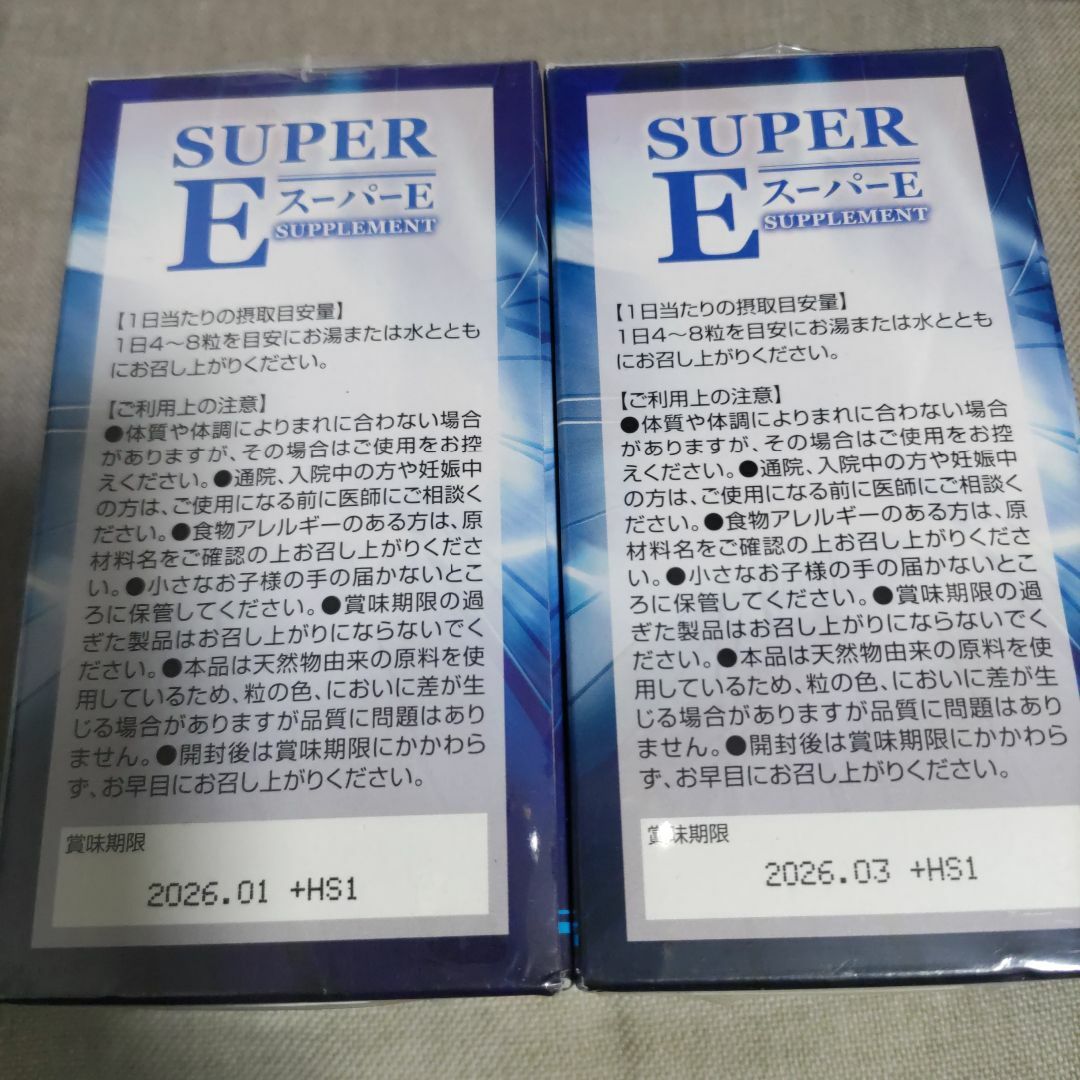 SUPER
E
スーパーE
SUPPLEMENT
【1日当たりの摂取目安量】
1日4～8粒を目安にお湯または水ととも
にお召し上がりください。
【ご利用上の注意】
●体質や体調によりまれに合わない場合
がありますが、その場合はご使用をお控
えください。●通院、入院中の方や妊娠中
の方は、ご使用になる前に医師にご相談く
ださい。●食物アレルギーのある方は、原
材料名をご確認の上お召し上がりくださ
い。●小さなお子様の手の届かないとこ
ろに保管してください。●賞味期限の過
ぎた製品はお召し上がりにならないでく
ださい。●本品は天然物由来の原料を使
用しているため、粒の色、においに差が生
じる場合がありますが品質に問題はあり
ません。●開封後は賞味期限にかかわら
ず、お早目にお召し上がりください。
賞味期限
2026.01 +HS1
SUPER
E
スーパーE
SUPPLEMENT
【1日当たりの摂取目安量】
1日4～8粒を目安にお湯または水ととも
にお召し上がりください。
【ご利用上の注意】
●体質や体調によりまれに合わない場合
がありますが、その場合はご使用をお控
えください。●通院、入院中の方や妊娠中
の方は、ご使用になる前に医師にご相談く
ださい。●食物アレルギーのある方は、原
材料名をご確認の上お召し上がりくださ
い。●小さなお子様の手の届かないとこ
ろに保管してください。●賞味期限の過
ぎた製品はお召し上がりにならないでく
ださい。●本品は天然物由来の原料を使
用しているため、粒の色、においに差が生
じる場合がありますが品質に問題はあり
ません。●開封後は賞味期限にかかわら
ず、お早目にお召し上がりください。
賞味期限
2026.03 +HS1